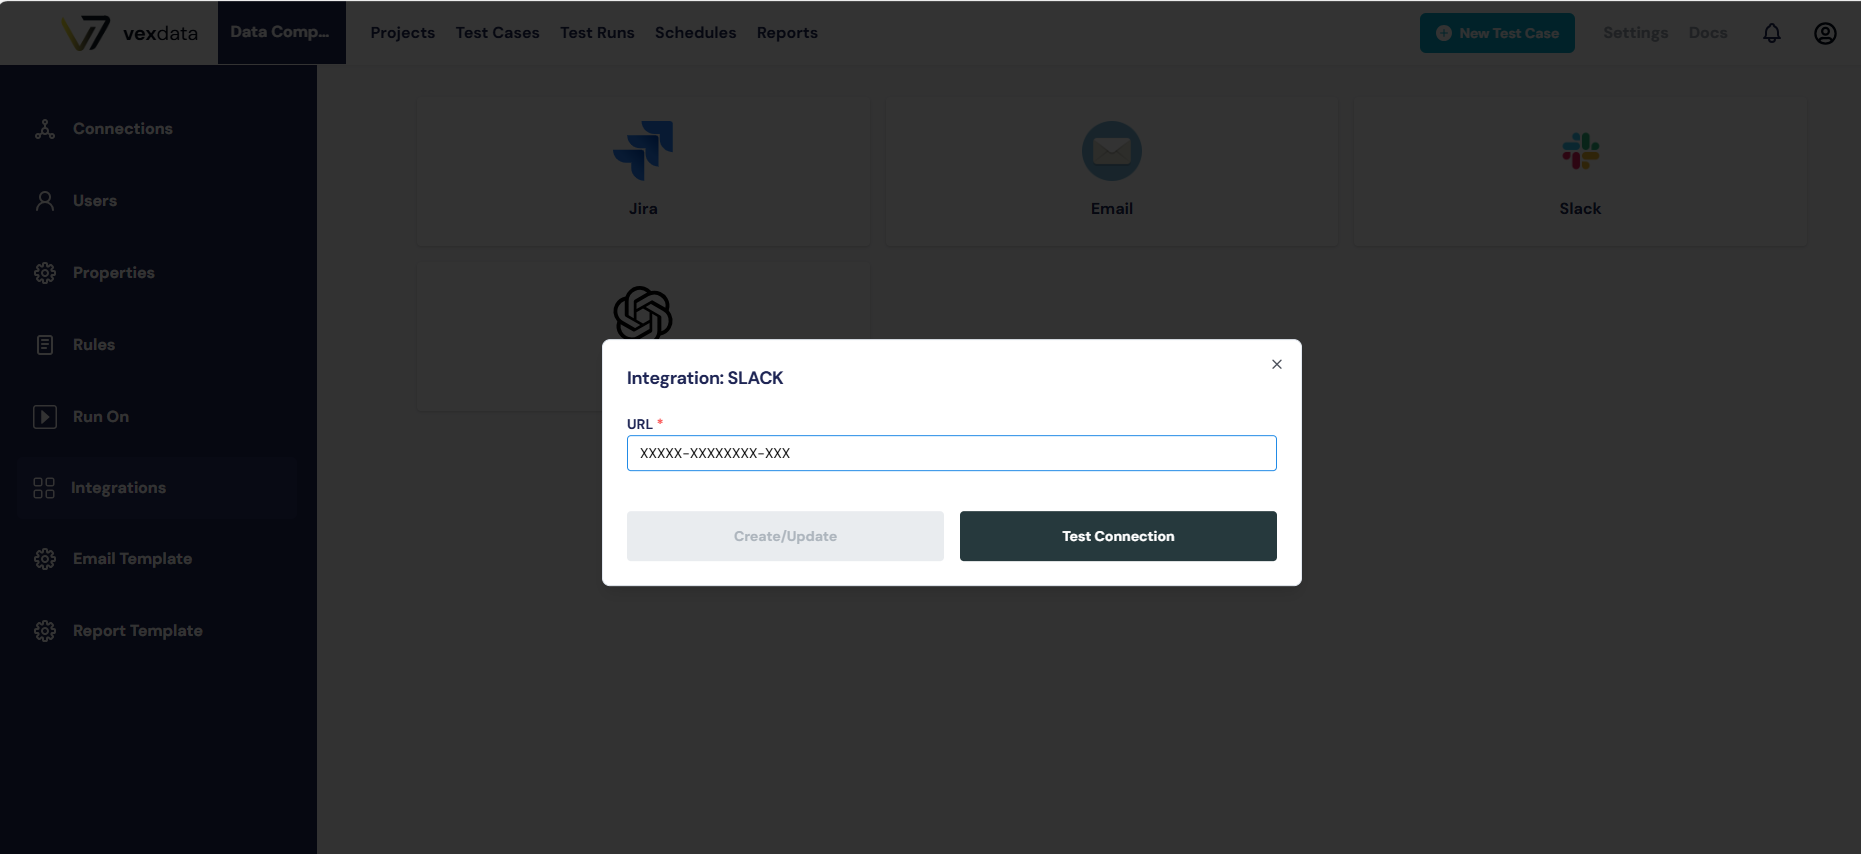 vexdata
Data Comp...
Projects
Test Cases
Test Runs
Schedules
Reports
New Test Case
Settings
Docs
Connections
Users
Properties
Rules
Run On
Integrations
Email Template
Report Template
Jira
Email
Slack
Integration: SLACK
URL *
XXXXX-XXXXXXXX-XXX
Create/Update
Test Connection